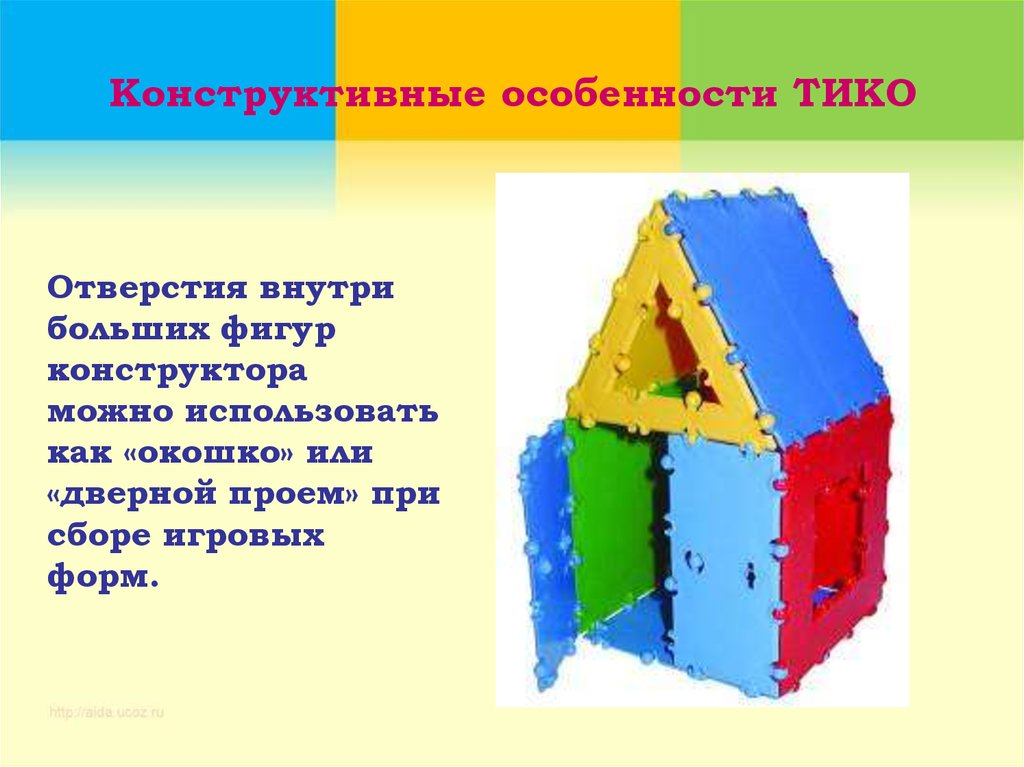 Конструктивные особенности ТИКО
Отверстия внутри
больших фигур
конструктора
можно использовать
как «окошко» или
«дверной проем» при
сборе игровых
форм.
http://aida.ucoz.ru